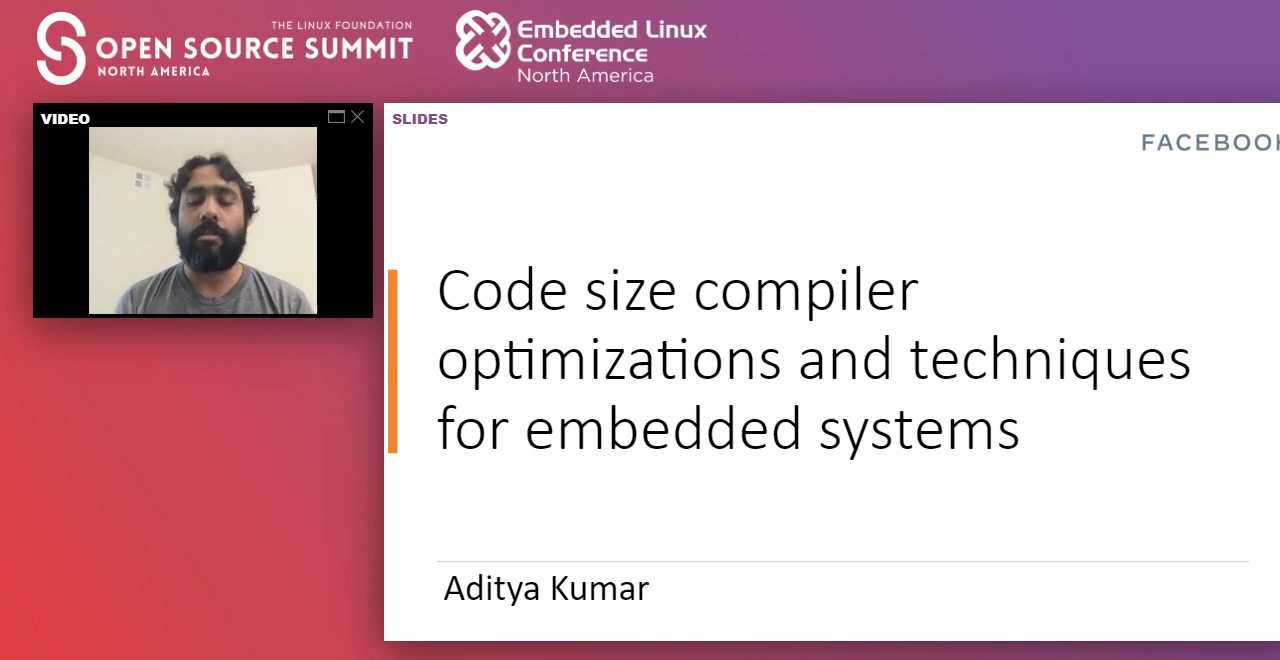 THE LINUX FOUNDATION
OPEN SOURCE SUMMIT
NORTH AMERICA
Embedded Linux
Conference
North America
VIDEO
SLIDES
FACEBOOK
Code size compiler
optimizations and techniques
for embedded systems
Aditya Kumar